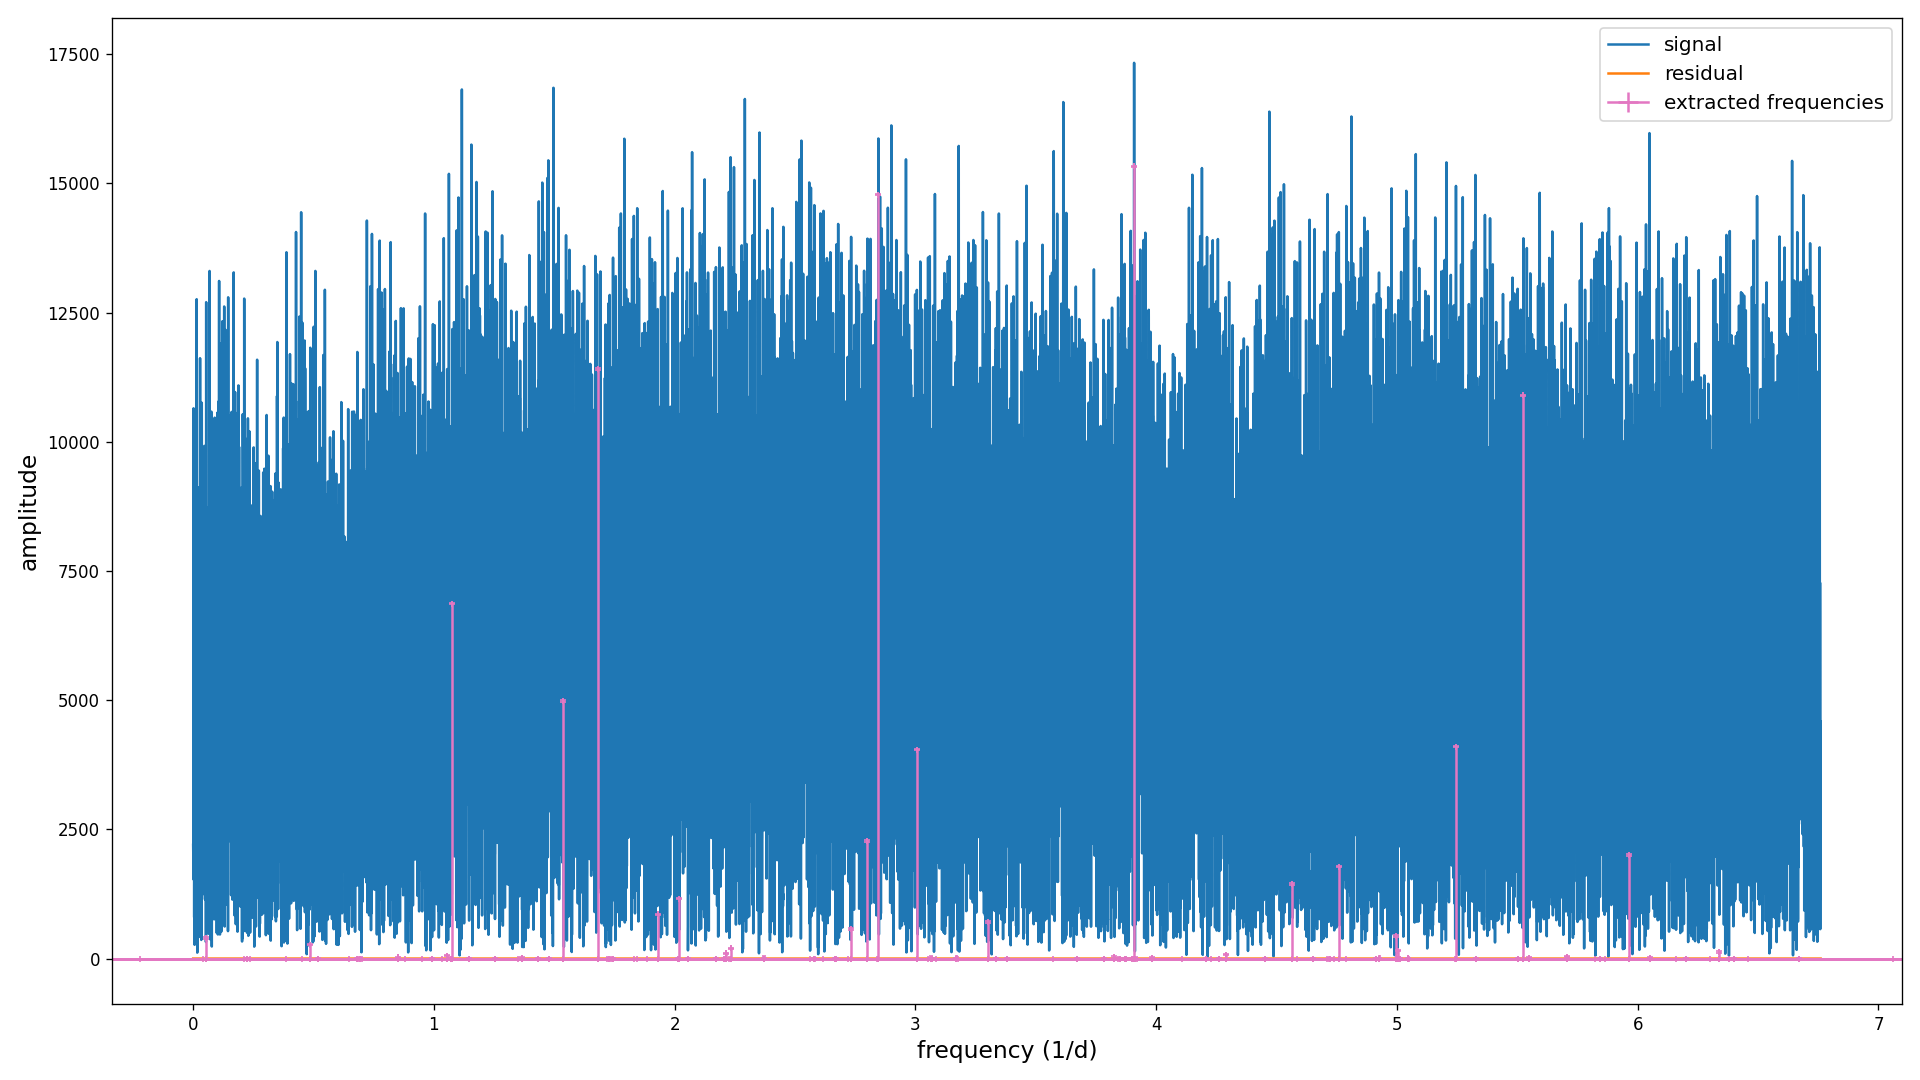 17500
15000
12500
10000
7500
5000
2500
0
amplitude
0 1 2 3 4 5 6 7
frequency (1/d)
signal
residual
extracted frequencies